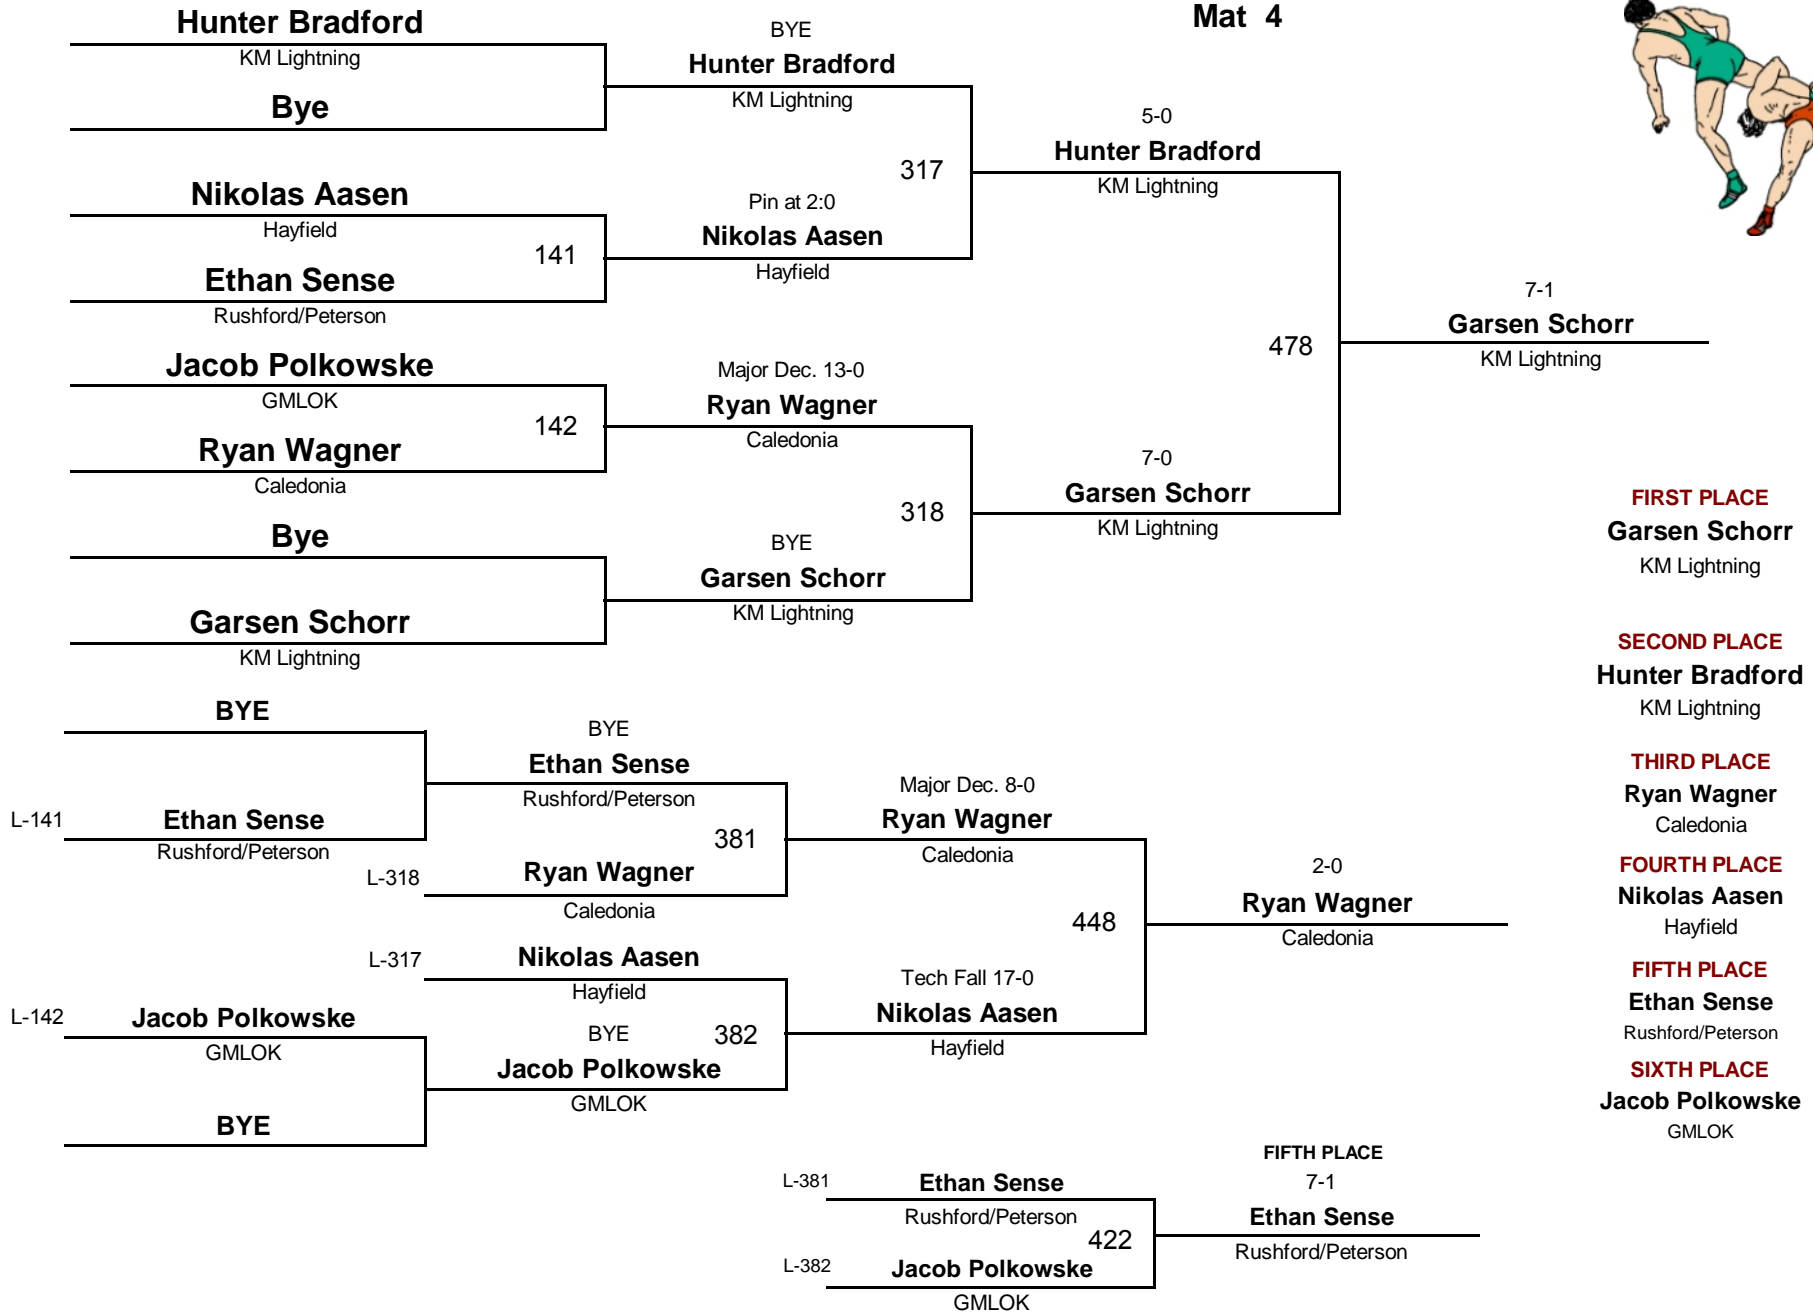 Mat 4
Hunter Bradford
KM Lightning
Bye
Nikolas Aasen
Hayfield
141
Ethan Sense
Rushford/Peterson
Jacob Polkowske
GMLOK
142
Ryan Wagner
Caledonia
Bye
Garsen Schorr
KM Lightning
BYE
Hunter Bradford
KM Lightning
317
Pin at 2:0
Nikolas Aasen
Hayfield
Major Dec. 13-0
Ryan Wagner
Caledonia
318
BYE
Garsen Schorr
KM Lightning
5-0
Hunter Bradford
KM Lightning
478
7-0
Garsen Schorr
KM Lightning
7-1
Garsen Schorr
KM Lightning
BYE
L-141
Ethan Sense
Rushford/Peterson
L-142
Jacob Polkowske
GMLOK
BYE
BYE
Ethan Sense
Rushford/Peterson
381
L-318
Ryan Wagner
Caledonia
L-317
Nikolas Aasen
Hayfield
BYE
382
Jacob Polkowske
GMLOK
Major Dec. 8-0
Ryan Wagner
Caledonia
448
Tech Fall 17-0
Nikolas Aasen
Hayfield
2-0
Ryan Wagner
Caledonia
L-381
Ethan Sense
Rushford/Peterson
422
L-382
Jacob Polkowske
GMLOK
FIFTH PLACE
7-1
Ethan Sense
Rushford/Peterson
FIRST PLACE
Garsen Schorr
KM Lightning
SECOND PLACE
Hunter Bradford
KM Lightning
THIRD PLACE
Ryan Wagner
Caledonia
FOURTH PLACE
Nikolas Aasen
Hayfield
FIFTH PLACE
Ethan Sense
Rushford/Peterson
SIXTH PLACE
Jacob Polkowske
GMLOK